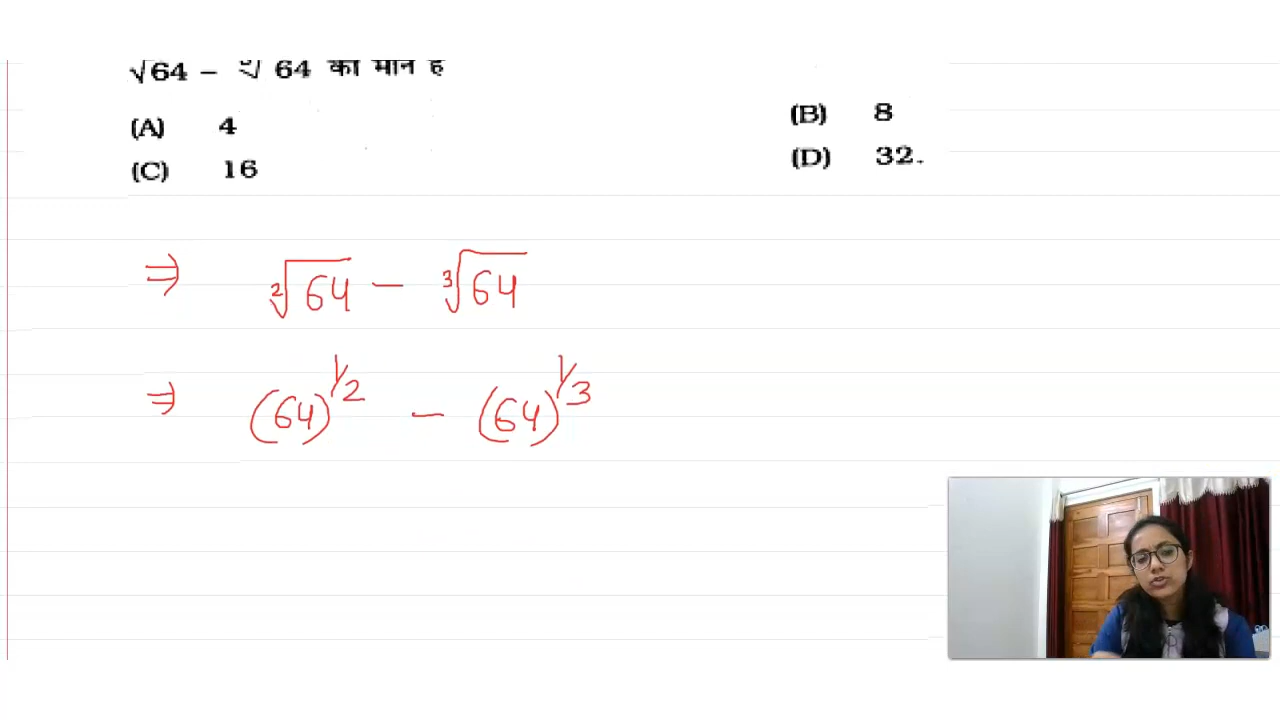 √64 – ∛64 का मान है
(A) 4
(B) 8
(C) 16
(D) 32.
⇒ ²√64 – ³√64
⇒ (64)^1/2 – (64)^1/3